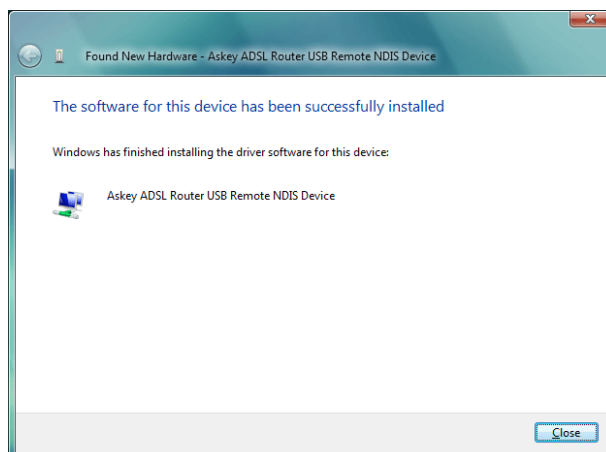 Found New Hardware - Askey ADSL Router USB Remote NDIS Device
The software for this device has been successfully installed
Windows has finished installing the driver software for this device:
Askey ADSL Router USB Remote NDIS Device
Close